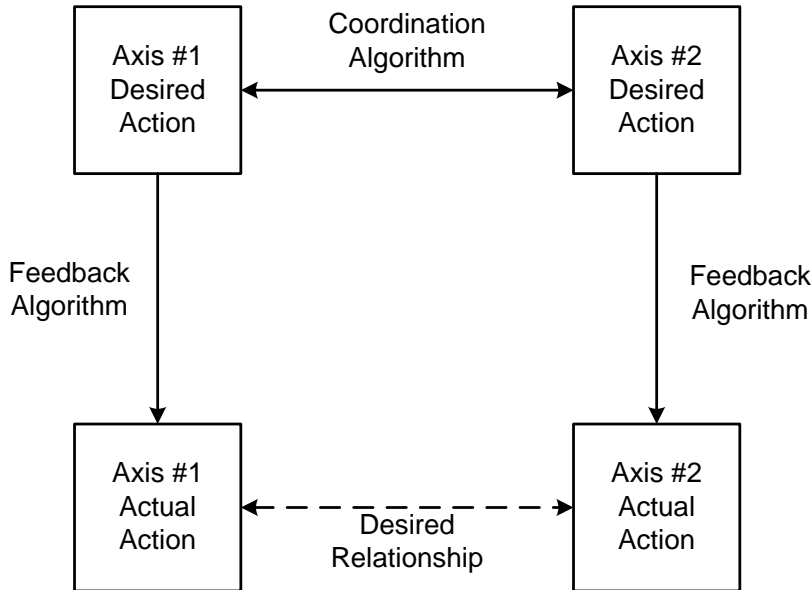 Axis #1
Desired
Action
Coordination
Algorithm
Axis #2
Desired
Action
Feedback
Algorithm
Feedback
Algorithm
Axis #1
Actual
Action
Desired
Relationship
Axis #2
Actual
Action